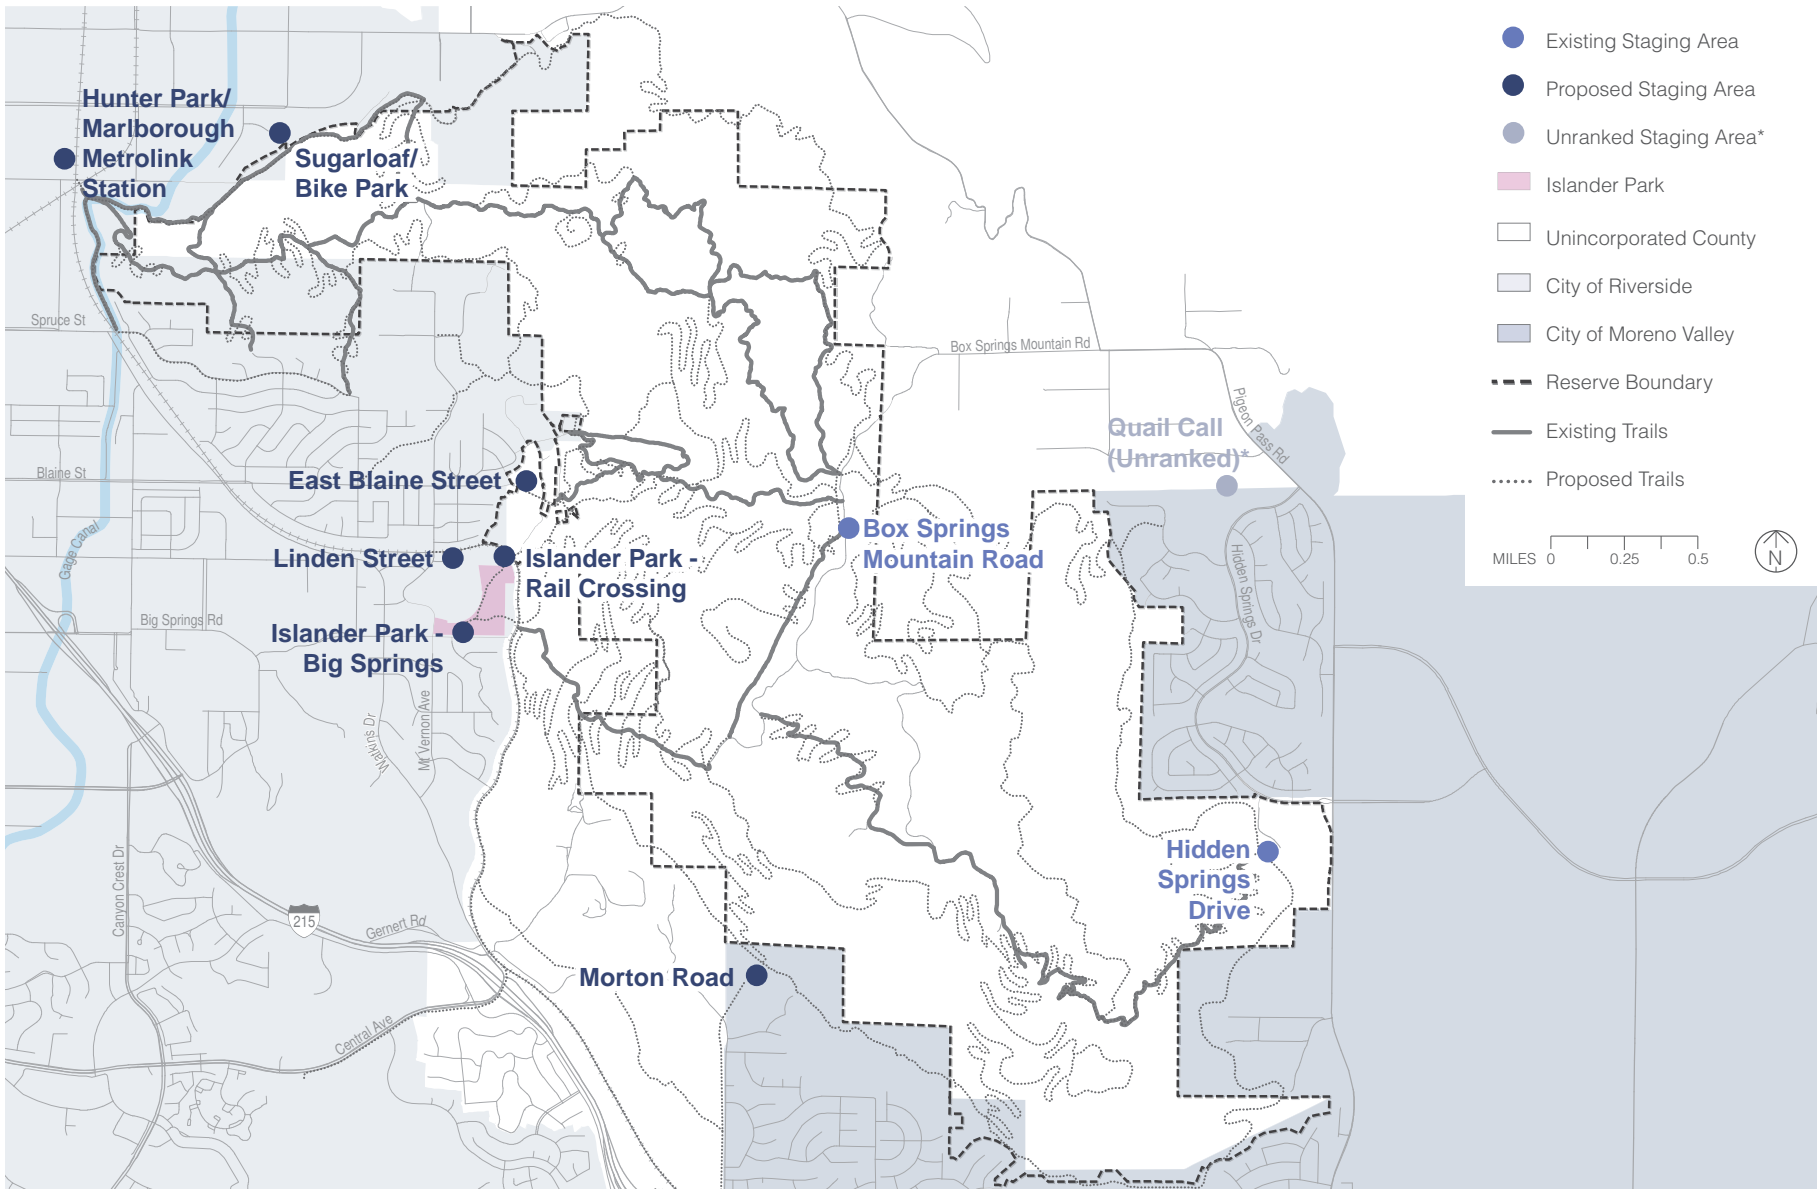 Hunter Park/
Marlborough
Metrolink
Station
Sugarloaf/
Bike Park
Spruce St
Box Springs Mountain Rd
Pigeon Pass Rd
Quail Call
(Unranked)*
Blaine St
East Blaine Street
Gage Canal
Linden Street
Islander Park -
Rail Crossing
Box Springs
Mountain Road
Hidden Springs Dr
Big Springs Rd
Islander Park -
Big Springs
Watkins Dr
Mt Vernon Ave
Canyon Crest Dr
Hidden
Springs
Drive
215
Gernert Rd
Morton Road
Central Ave
Existing Staging Area
Proposed Staging Area
Unranked Staging Area*
Islander Park
Unincorporated County
City of Riverside
City of Moreno Valley
Reserve Boundary
Existing Trails
Proposed Trails
MILES 0 0.25 0.5
N